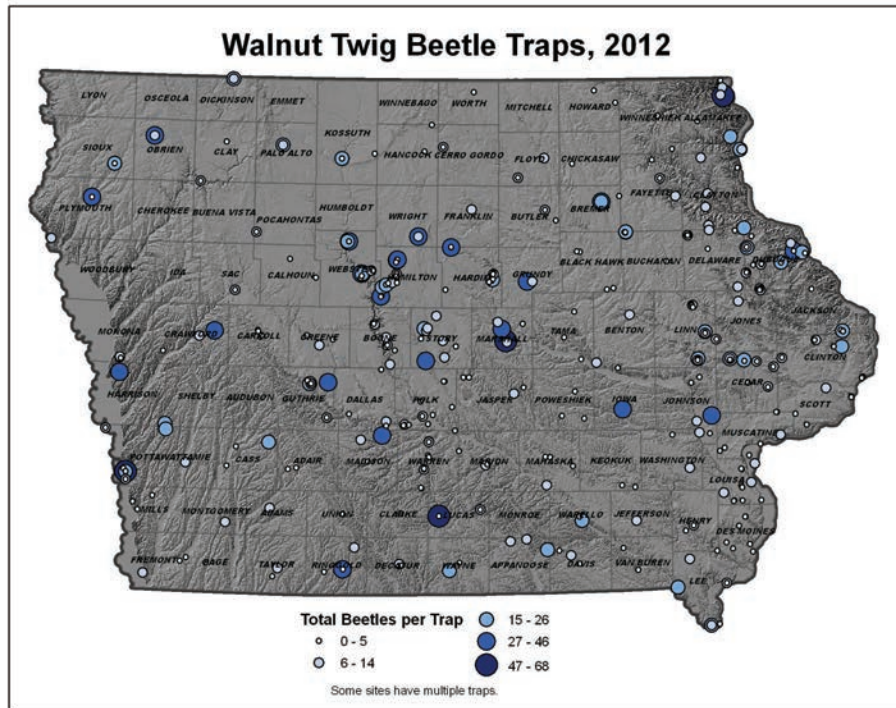 Walnut Twig Beetle Traps, 2012
LYON OSCEOLA DICKINSON EMMET WINNEBAGO WORTH MITCHELL HOWARD WINNESHIEK ALLAMAKEE
SIOUX OBRIEN CLAY PALO ALTO KOSSUTH HANCOCK CERRO GORDO FLOYD CHICKASAW
PLYMOUTH CHEROKEE BUENA VISTA POCAHONTAS HUMBOLDT WRIGHT FRANKLIN BUTLER BREMER FAYETTE CLAYTON
WOODBURY IDA SAC CALHOUN WEBSTER HAMILTON HARDIN GRUNDY BLACK HAWK BUCHANAN DELAWARE DUBUQUE
MONONA CRAWFORD CARROLL GREENE BOONE STORY MARSHALL TAMA BENTON LINN JONES JACKSON
CLINTON
HARRISON SHELBY AUDUBON GUTHRIE DALLAS POLK JASPER POWESHIEK IOWA JOHNSON CEDAR
SCOTT
POTTAWATTAMIE CASS ADAIR MADISON WARREN MARION MAHASKA KEOKUK WASHINGTON MUSCATINE
LOUISA
MILLS MONTGOMERY ADAMS UNION CLARKE LUCAS MONROE WAPELLO JEFFERSON HENRY DES MOINES
FREMONT PAGE TAYLOR RINGGOLD DECATUR WAYNE APPANOOSE DAVIS VAN BUREN LEE
Total Beetles per Trap
0 - 5
6 - 14
15 - 26
27 - 46
47 - 68
Some sites have multiple traps.